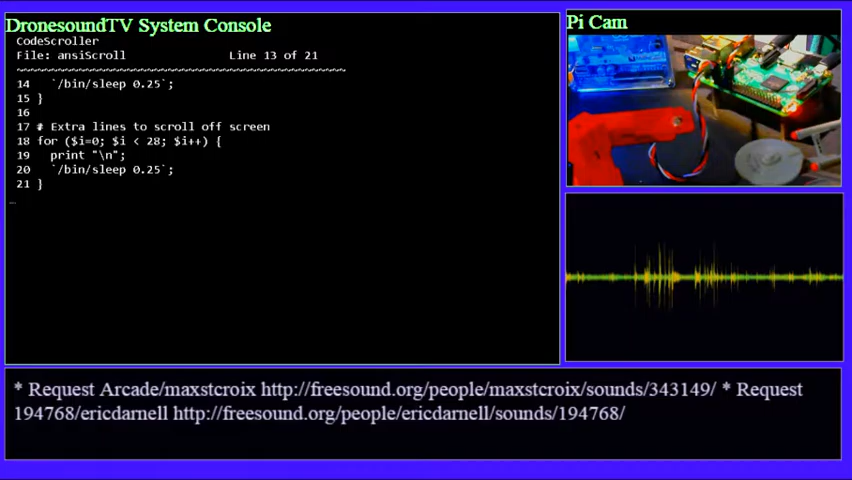 DronesoundTV System Console
CodeScroller
File: ansiScroll Line 13 of 21
~~~~~~~~~~~~~~~~~~~~~~~~~~~~~~~~~~~~~~~~~~~~~~~
14 `/bin/sleep 0.25`;
15 }
16
17 # Extra lines to scroll off screen
18 for ($i=0; $i < 28; $i++) {
19 print "\n";
20 `/bin/sleep 0.25`;
21 }
Pi Cam
* Request Arcade/maxstcroix http://freesound.org/people/maxstcroix/sounds/343149/ * Request
194768/ericdarnell http://freesound.org/people/ericdarnell/sounds/194768/